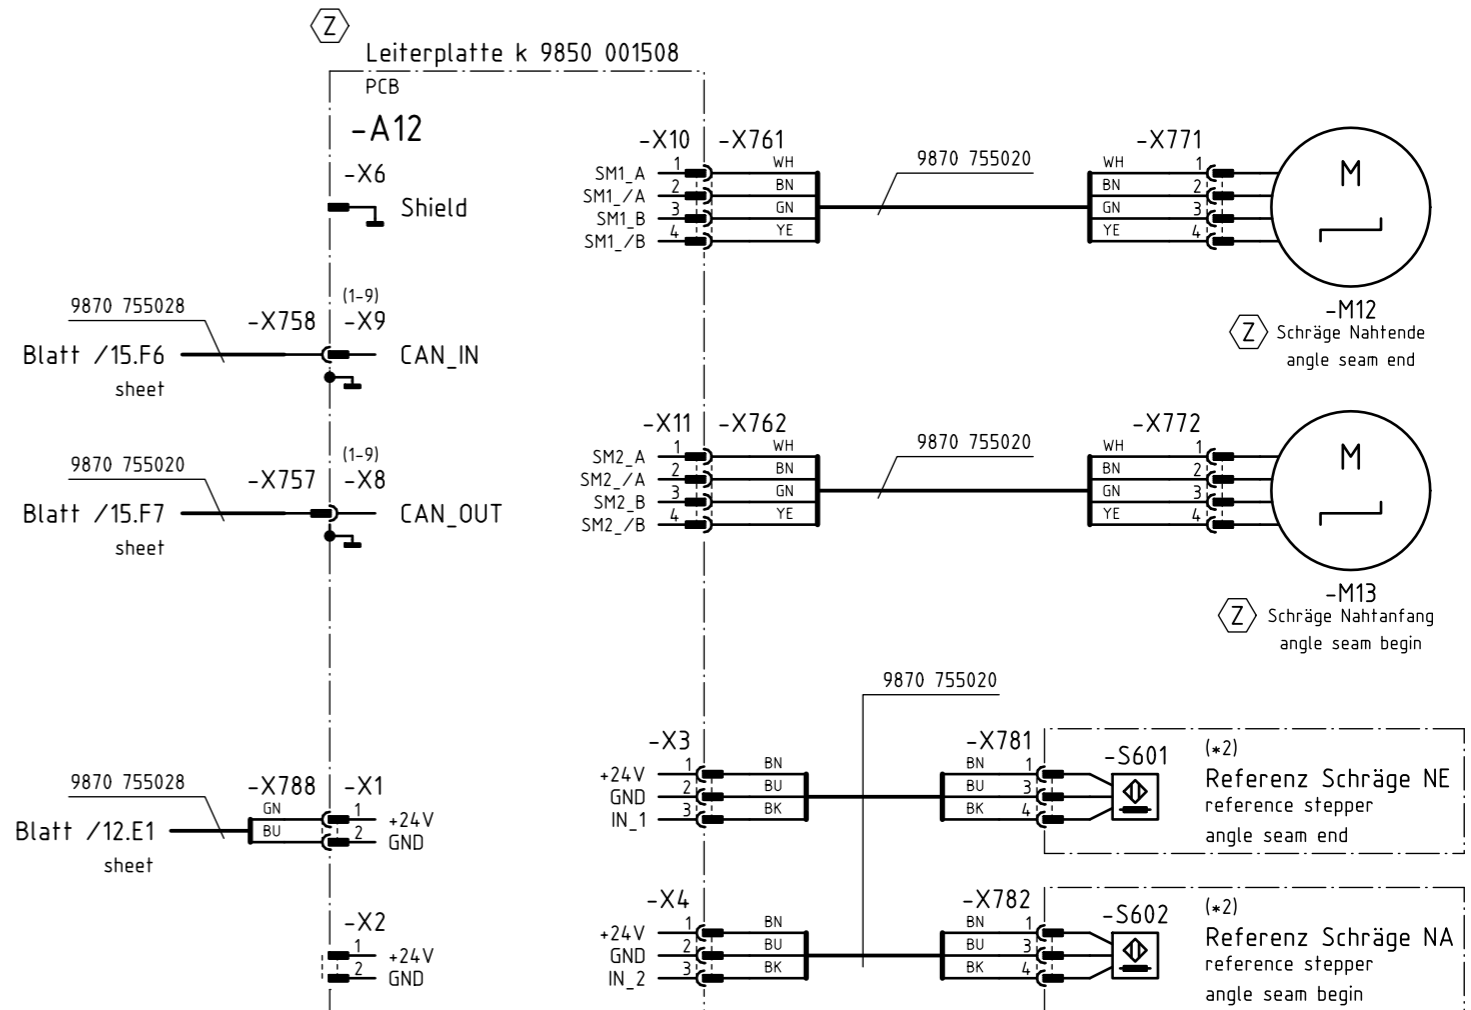 Z
Leiterplatte k 9850 001508
PCB
-A12
-X6
Shield
-X10 -X761
SM1_A 1 WH
SM1_/A 2 BN
SM1_B 3 GN
SM1_/B 4 YE
9870 755020
-X771
WH 1
BN 2
GN 3
YE 4
M
-M12
Z Schräge Nahtende
angle seam end
9870 755028
-X758
(1-9)
-X9
Blatt /15.F6
sheet
CAN_IN
9870 755020
-X757
(1-9)
-X8
Blatt /15.F7
sheet
CAN_OUT
-X11 -X762
SM2_A 1 WH
SM2_/A 2 BN
SM2_B 3 GN
SM2_/B 4 YE
9870 755020
-X772
WH 1
BN 2
GN 3
YE 4
M
-M13
Z Schräge Nahtanfang
angle seam begin
9870 755020
9870 755028
-X788 -X1
GN 1 +24V
BU 2 GND
Blatt /12.E1
sheet
-X3
+24V 1 BN
GND 2 BU
IN_1 3 BK
-X781
BN 1
BU 3
BK 4
-S601
(*2)
Referenz Schräge NE
reference stepper
angle seam end
-X2
1 +24V
2 GND
-X4
+24V 1 BN
GND 2 BU
IN_2 3 BK
-X782
BN 1
BU 3
BK 4
-S602
(*2)
Referenz Schräge NA
reference stepper
angle seam begin